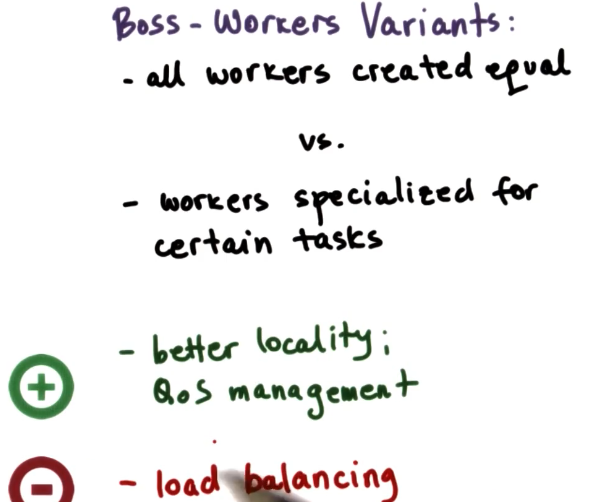 Boss-Workers Variants:
- all workers created equal
vs.
- workers specialized for
certain tasks
- better locality;
QoS management
- load balancing